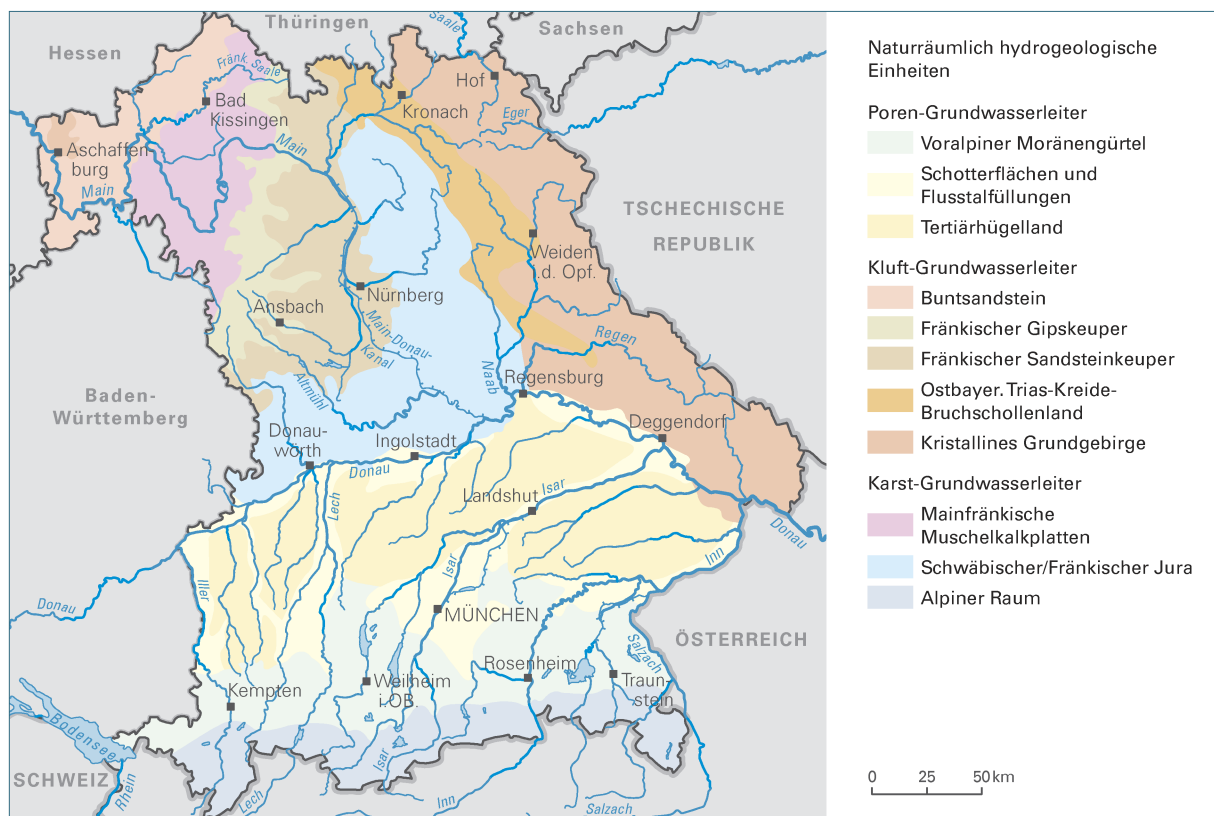 Thüringen
Saale
Sachsen
Hessen
Fränk. Saale
Hof
Bad
Kissingen
Kronach
Eger
Aschaffen
burg
Main
Main
TSCHECHISCHE
REPUBLIK
Weiden
i.d. Opf.
Nürnberg
Ansbach
Main-Donau-
Kanal
Regen
Naab
Altmühl
Regensburg
Baden-
Württemberg
Donau-
wörth
Ingolstadt
Deggendorf
Donau
Lech
Landshut
Isar
Donau
Isar
Inn
Iller
Donau
MÜNCHEN
ÖSTERREICH
Salzach
Rosenheim
Kempten
Weilheim
i.OB.
Traun-
stein
Bodensee
Isar
SCHWEIZ
Rhein
Lech
Inn
Salzach
Naturräumlich hydrogeologische
Einheiten
Poren-Grundwasserleiter
Voralpiner Moränengürtel
Schotterflächen und
Flusstalfüllungen
Tertiärhügelland
Kluft-Grundwasserleiter
Buntsandstein
Fränkischer Gipskeuper
Fränkischer Sandsteinkeuper
Ostbayer. Trias-Kreide-
Bruchschollenland
Kristallines Grundgebirge
Karst-Grundwasserleiter
Mainfränkische
Muschelkalkplatten
Schwäbischer/Fränkischer Jura
Alpiner Raum
0 25 50 km